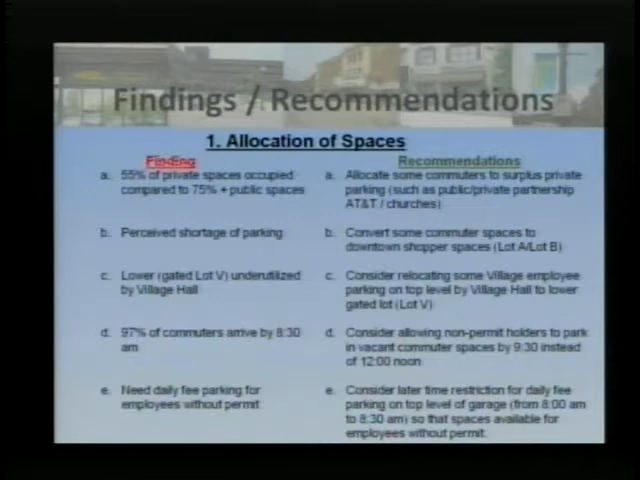 Findings / Recommendations
1. Allocation of Spaces
Finding
Recommendations
a. 55% of private spaces occupied
compared to 75% + public spaces
a. Allocate some commuters to surplus private
parking (such as public/private partnership
AT&T / churches)
b. Perceived shortage of parking
b. Convert some commuter spaces to
downtown shopper spaces (Lot A/Lot B)
c. Lower (gated Lot V) underutilized
by Village Hall
c. Consider relocating some Village employee
parking on top level by Village Hall to lower
gated lot (Lot V)
d. 97% of commuters arrive by 8:30
am
d. Consider allowing non-permit holders to park
in vacant commuter spaces by 9:30 instead
of 12:00 noon
e. Need daily fee parking for
employees without permit
e. Consider later time restriction for daily fee
parking on top level of garage (from 8:00 am
to 8:30 am) so that spaces available for
employees without permit.